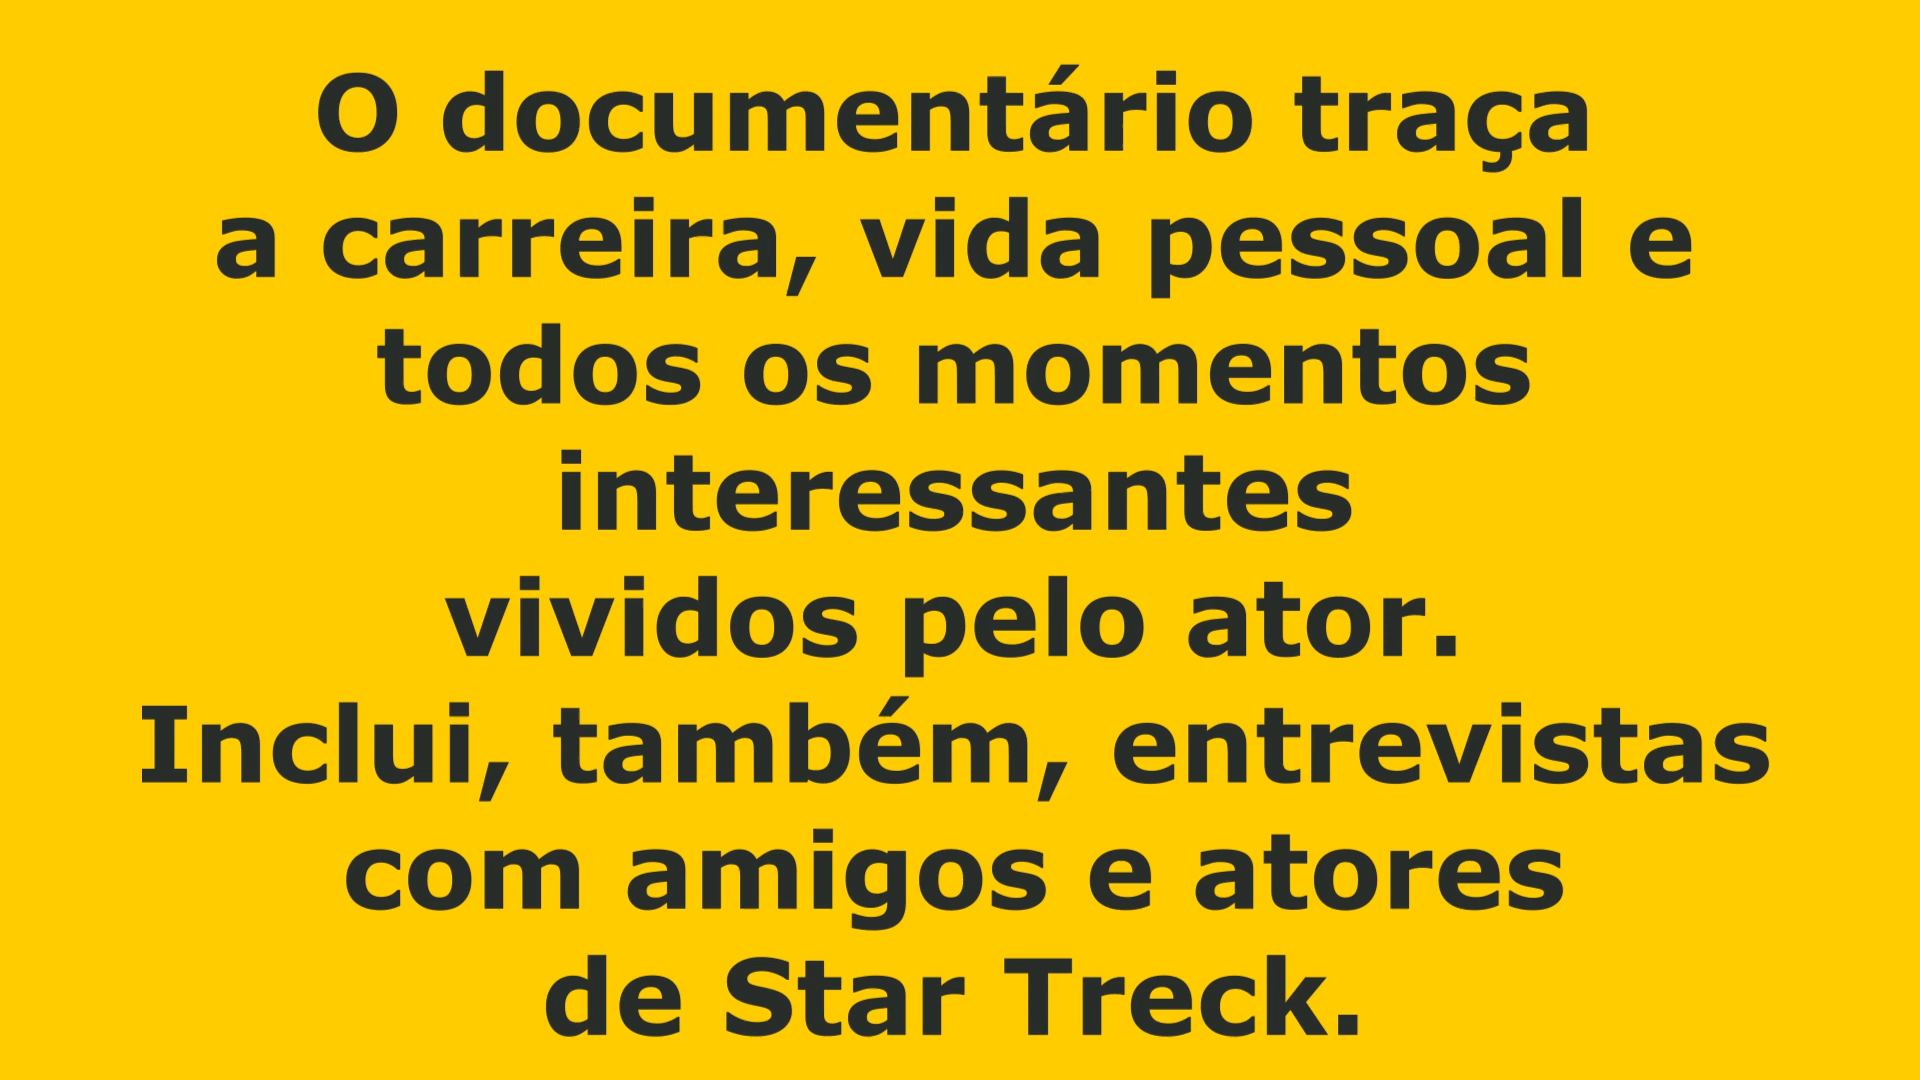 O documentário traça
a carreira, vida pessoal e
todos os momentos
interessantes
vividos pelo ator.
Inclui, também, entrevistas
com amigos e atores
de Star Treck.